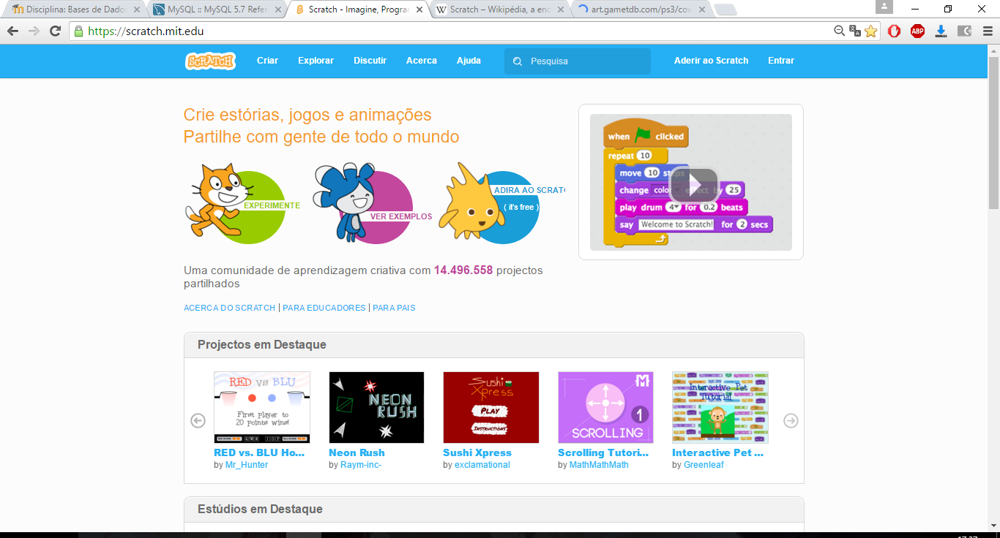 Disciplina: Bases de Dados
MySQL :: MySQL 5.7 Refer
Scratch - Imagine, Program
Scratch – Wikipédia, a enc
art.gametdb.com/ps3/cov
https://scratch.mit.edu
ABP
SCRATCH
Criar
Explorar
Discutir
Acerca
Ajuda
Pesquisa
Aderir ao Scratch
Entrar
Crie estórias, jogos e animações
Partilhe com gente de todo o mundo
EXPERIMENTE
VER EXEMPLOS
ADIRA AO SCRATC
( it's free )
when clicked
repeat 10
move 10 steps
change color effect by 25
play drum 4 for 0.2 beats
say Welcome to Scratch! for 2 secs
Uma comunidade de aprendizagem criativa com 14.496.558 projectos
partilhados
ACERCA DO SCRATCH | PARA EDUCADORES | PARA PAIS
Projectos em Destaque
RED vs BLU
First player to
20 points wins!
NEON
RUSH
Sushi
Xpress
PLAY
INSTRUCTIONS
1
SCROLLING
Interactive Pet
Tutorial
RED vs. BLU Ho...
by Mr_Hunter
Neon Rush
by Raym-inc-
Sushi Xpress
by exclamational
Scrolling Tutori...
by MathMathMath
Interactive Pet ...
by Greenleaf
Estúdios em Destaque